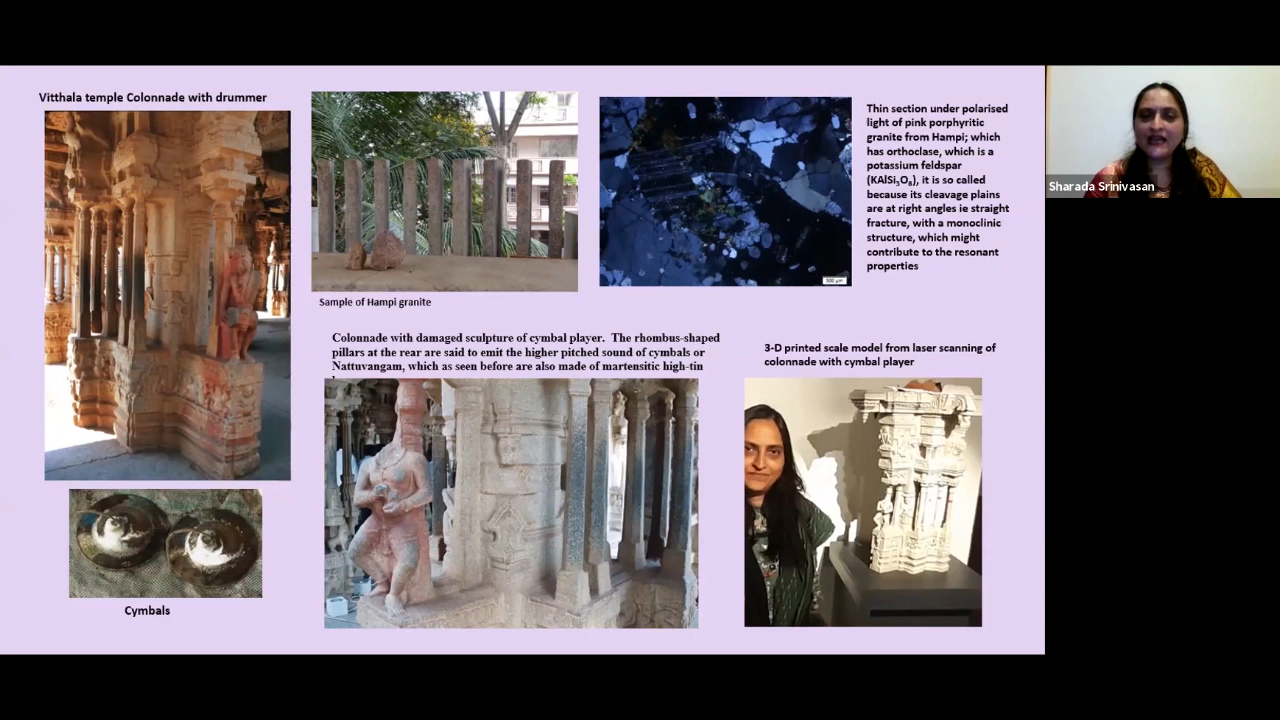 Vitthala temple Colonnade with drummer
Sample of Hampi granite
Thin section under polarised
light of pink porphyritic
granite from Hampi; which
has orthoclase, which is a
potassium feldspar
(KAlSi₃O₈), it is so called
because its cleavage plains
are at right angles ie straight
fracture, with a monoclinic
structure, which might
contribute to the resonant
properties
500 µm
Sharada Srinivasan
Colonnade with damaged sculpture of cymbal player. The rhombus-shaped
pillars at the rear are said to emit the higher pitched sound of cymbals or
Nattuvangam, which as seen before are also made of martensitic high-tin
3-D printed scale model from laser scanning of
colonnade with cymbal player
Cymbals